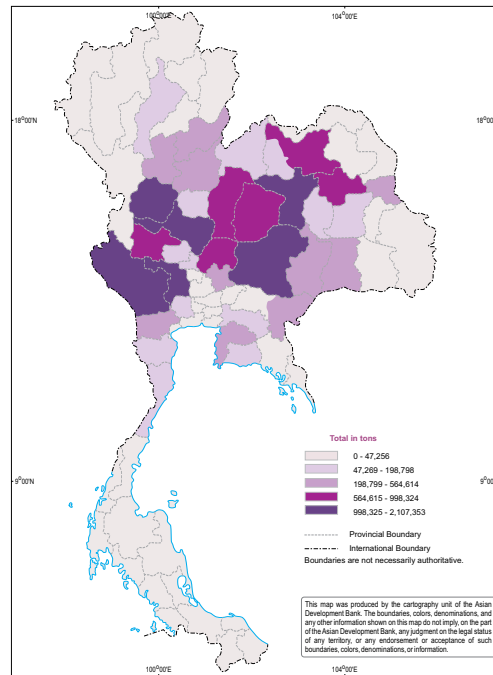 100°00'E 104°00'E
18°00'N 18°00'N
9°00'N 9°00'N
Total in tons
0 - 47,256
47,269 - 198,798
198,799 - 564,614
564,615 - 998,324
998,325 - 2,107,353
Provincial Boundary
International Boundary
Boundaries are not necessarily authoritative.
This map was produced by the cartography unit of the Asian
Development Bank. The boundaries, colors, denominations, and
any other information shown on this map do not imply, on the part
of the Asian Development Bank, any judgment on the legal status
of any territory, or any endorsement or acceptance of such
boundaries, colors, denominations, or information.
100°00'E 104°00'E